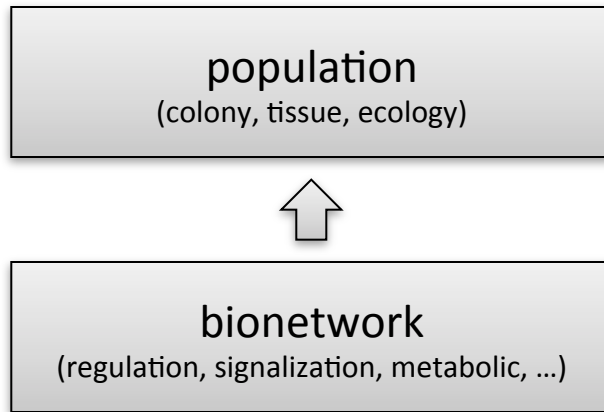 population
(colony, tissue, ecology)
bionetwork
(regulation, signalization, metabolic, ...)